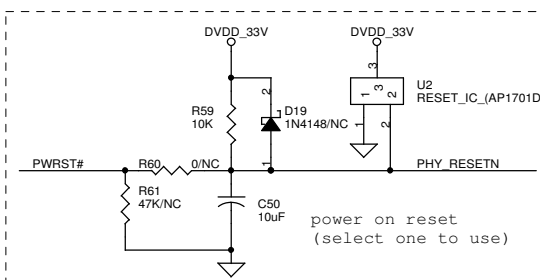 DVDD_33V
DVDD_33V
3
2
1 3 2
U2
RESET_IC_(AP1701D
R59
10K
D19
1N4148/NC
1
2
1
PWRST#
R60
0/NC
PHY_RESETN
R61
47K/NC
C50
10uF
power on reset
(select one to use)